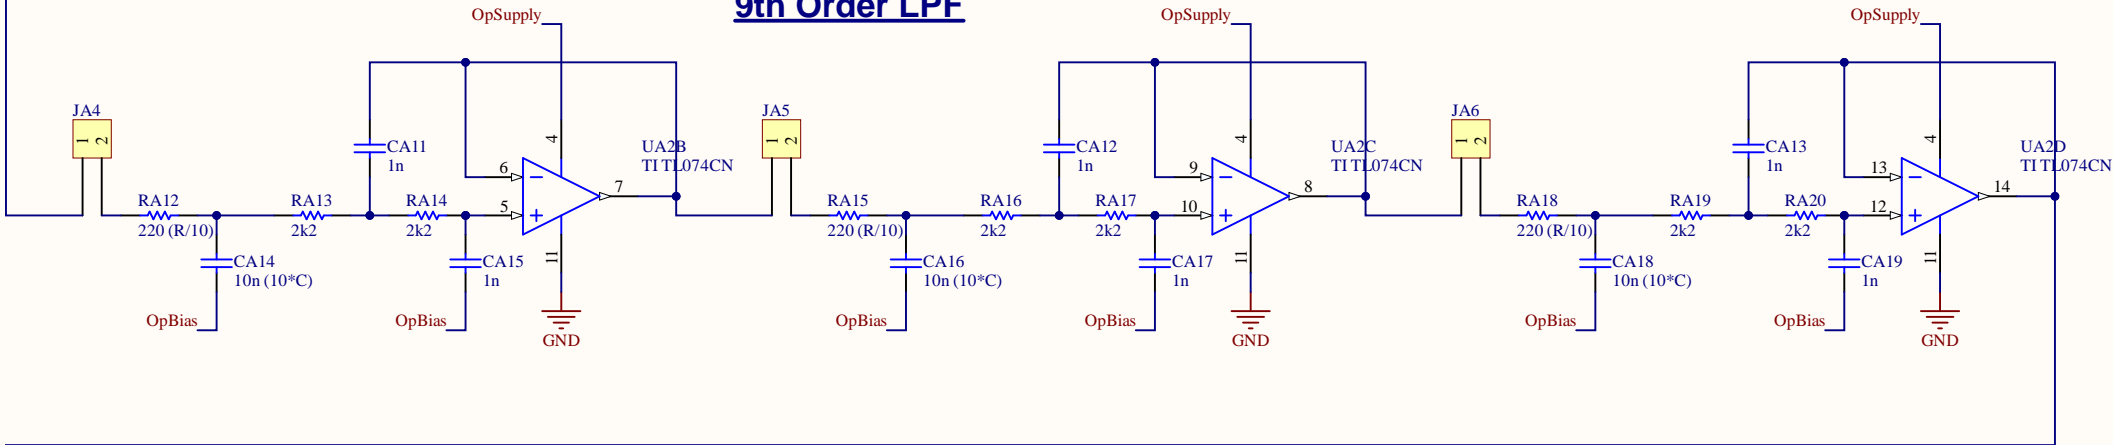 9th Order LPF
OpSupply
OpSupply
OpSupply
JA4
1
2
RA12
220 (R/10)
CA14
10n (10*C)
OpBias
RA13
2k2
CA11
1n
RA14
2k2
CA15
1n
OpBias
4
6
5
7
11
UA2B
TI TL074CN
GND
JA5
1
2
RA15
220 (R/10)
CA16
10n (10*C)
OpBias
RA16
2k2
CA12
1n
RA17
2k2
CA17
1n
OpBias
4
9
10
8
11
UA2C
TI TL074CN
GND
JA6
1
2
RA18
220 (R/10)
CA18
10n (10*C)
OpBias
RA19
2k2
CA13
1n
RA20
2k2
CA19
1n
OpBias
4
13
12
14
11
UA2D
TI TL074CN
GND